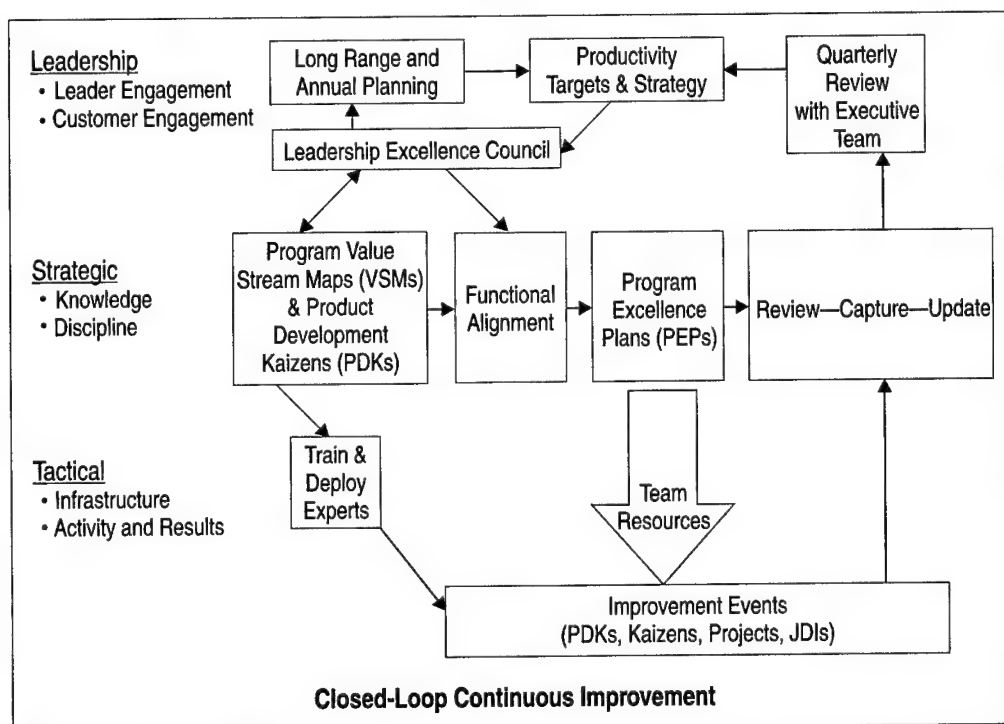 Leadership
• Leader Engagement
• Customer Engagement
Long Range and
Annual Planning
Productivity
Targets & Strategy
Quarterly
Review
with Executive
Team
Leadership Excellence Council
Strategic
• Knowledge
• Discipline
Program Value
Stream Maps (VSMs)
& Product
Development
Kaizens (PDKs)
Functional
Alignment
Program
Excellence
Plans (PEPs)
Review—Capture—Update
Tactical
• Infrastructure
• Activity and Results
Train &
Deploy
Experts
Team
Resources
Improvement Events
(PDKs, Kaizens, Projects, JDIs)
Closed-Loop Continuous Improvement